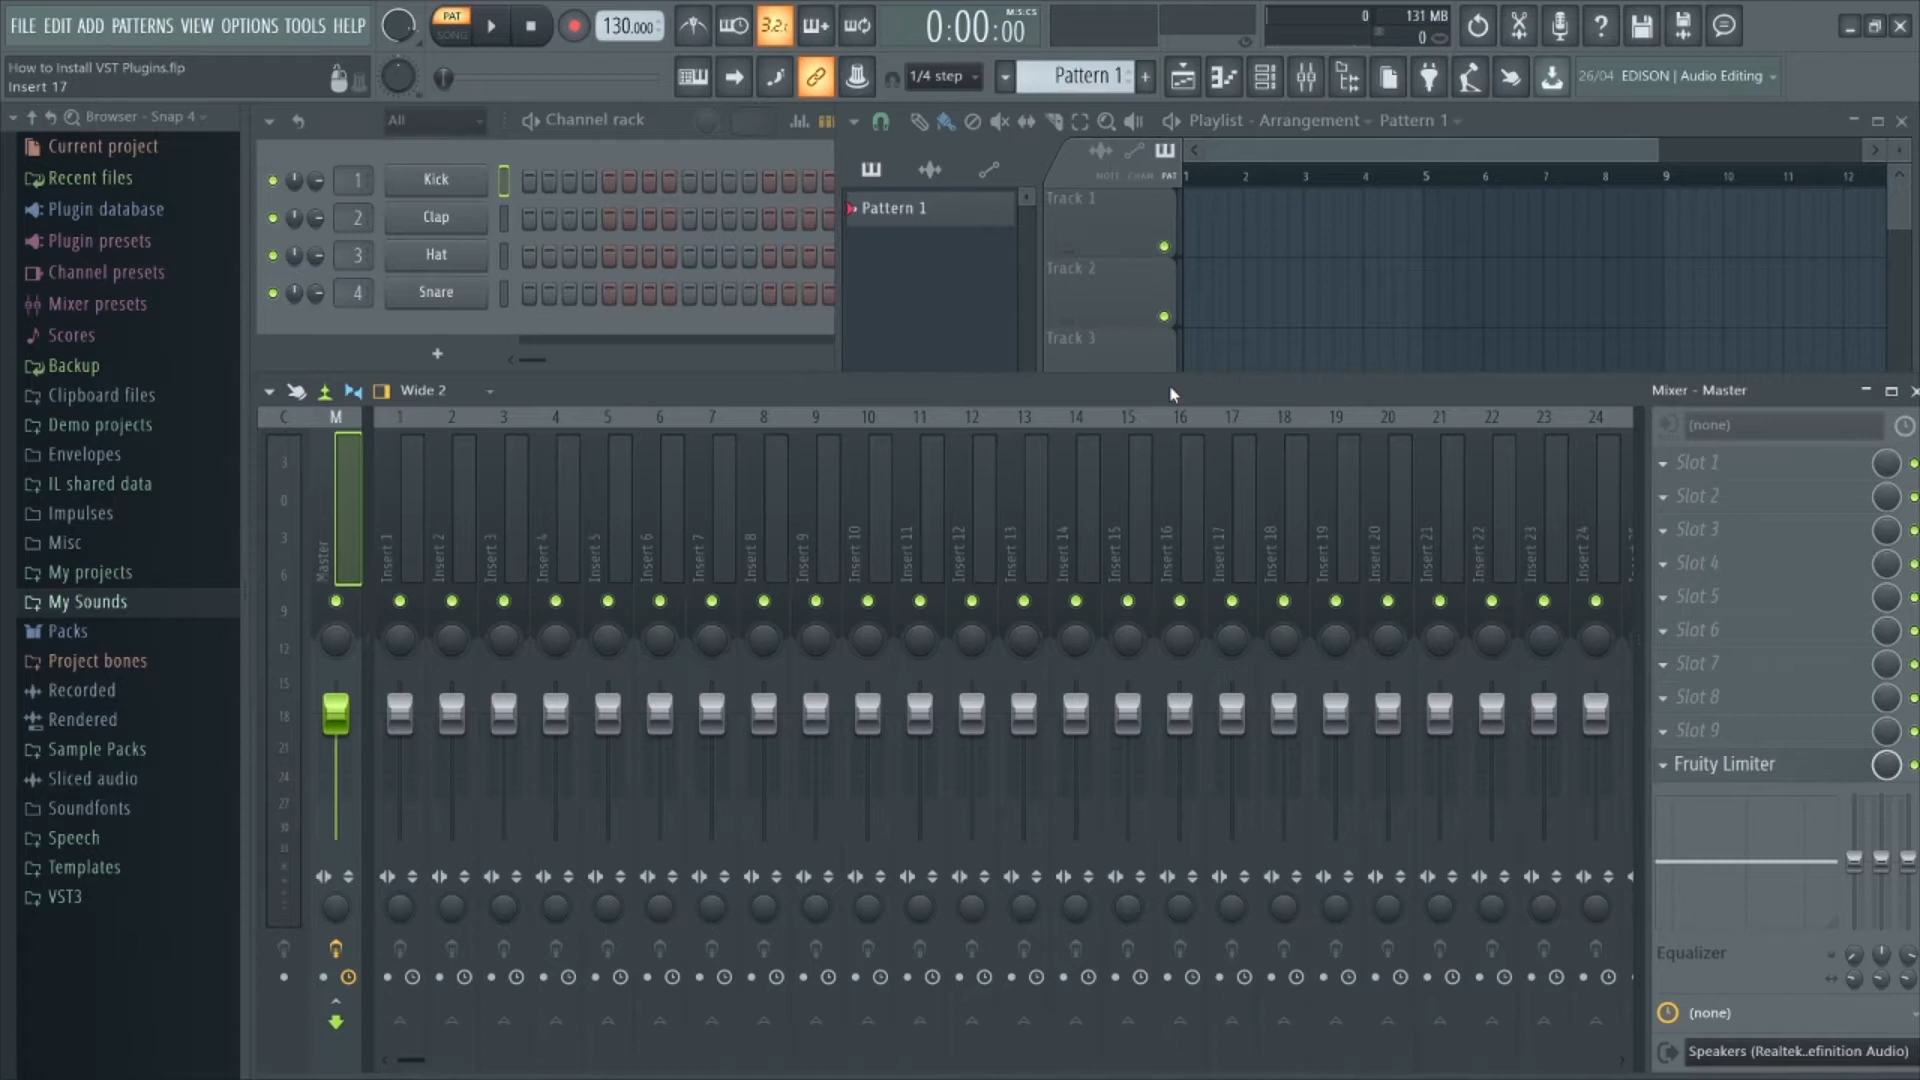 FILE EDIT ADD PATTERNS VIEW OPTIONS TOOLS HELP
PAT
SONG
130.000
3.2.
0:00:00
M:S:CS
0
131 MB
0
How to Install VST Plugins.flp
Insert 17
1/4 step
Pattern 1
26/04 EDISON | Audio Editing
Browser - Snap 4
Current project
Recent files
Plugin database
Plugin presets
Channel presets
Mixer presets
Scores
Backup
Clipboard files
Demo projects
Envelopes
IL shared data
Impulses
Misc
My projects
My Sounds
Packs
Project bones
Recorded
Rendered
Sample Packs
Sliced audio
Soundfonts
Speech
Templates
VST3
All
Channel rack
1 Kick
2 Clap
3 Hat
4 Snare
Playlist - Arrangement Pattern 1
NOTE CHAN PAT
1 2 3 4 5 6 7 8 9 10 11 12
Pattern 1
Track 1
Track 2
Track 3
Wide 2
Mixer - Master
C M 1 2 3 4 5 6 7 8 9 10 11 12 13 14 15 16 17 18 19 20 21 22 23 24
3
0
3
6
9
12
15
18
21
24
27
30
Master
Insert 1
Insert 2
Insert 3
Insert 4
Insert 5
Insert 6
Insert 7
Insert 8
Insert 9
Insert 10
Insert 11
Insert 12
Insert 13
Insert 14
Insert 15
Insert 16
Insert 17
Insert 18
Insert 19
Insert 20
Insert 21
Insert 22
Insert 23
Insert 24
(none)
Slot 1
Slot 2
Slot 3
Slot 4
Slot 5
Slot 6
Slot 7
Slot 8
Slot 9
Fruity Limiter
Equalizer
(none)
Speakers (Realtek..efinition Audio)